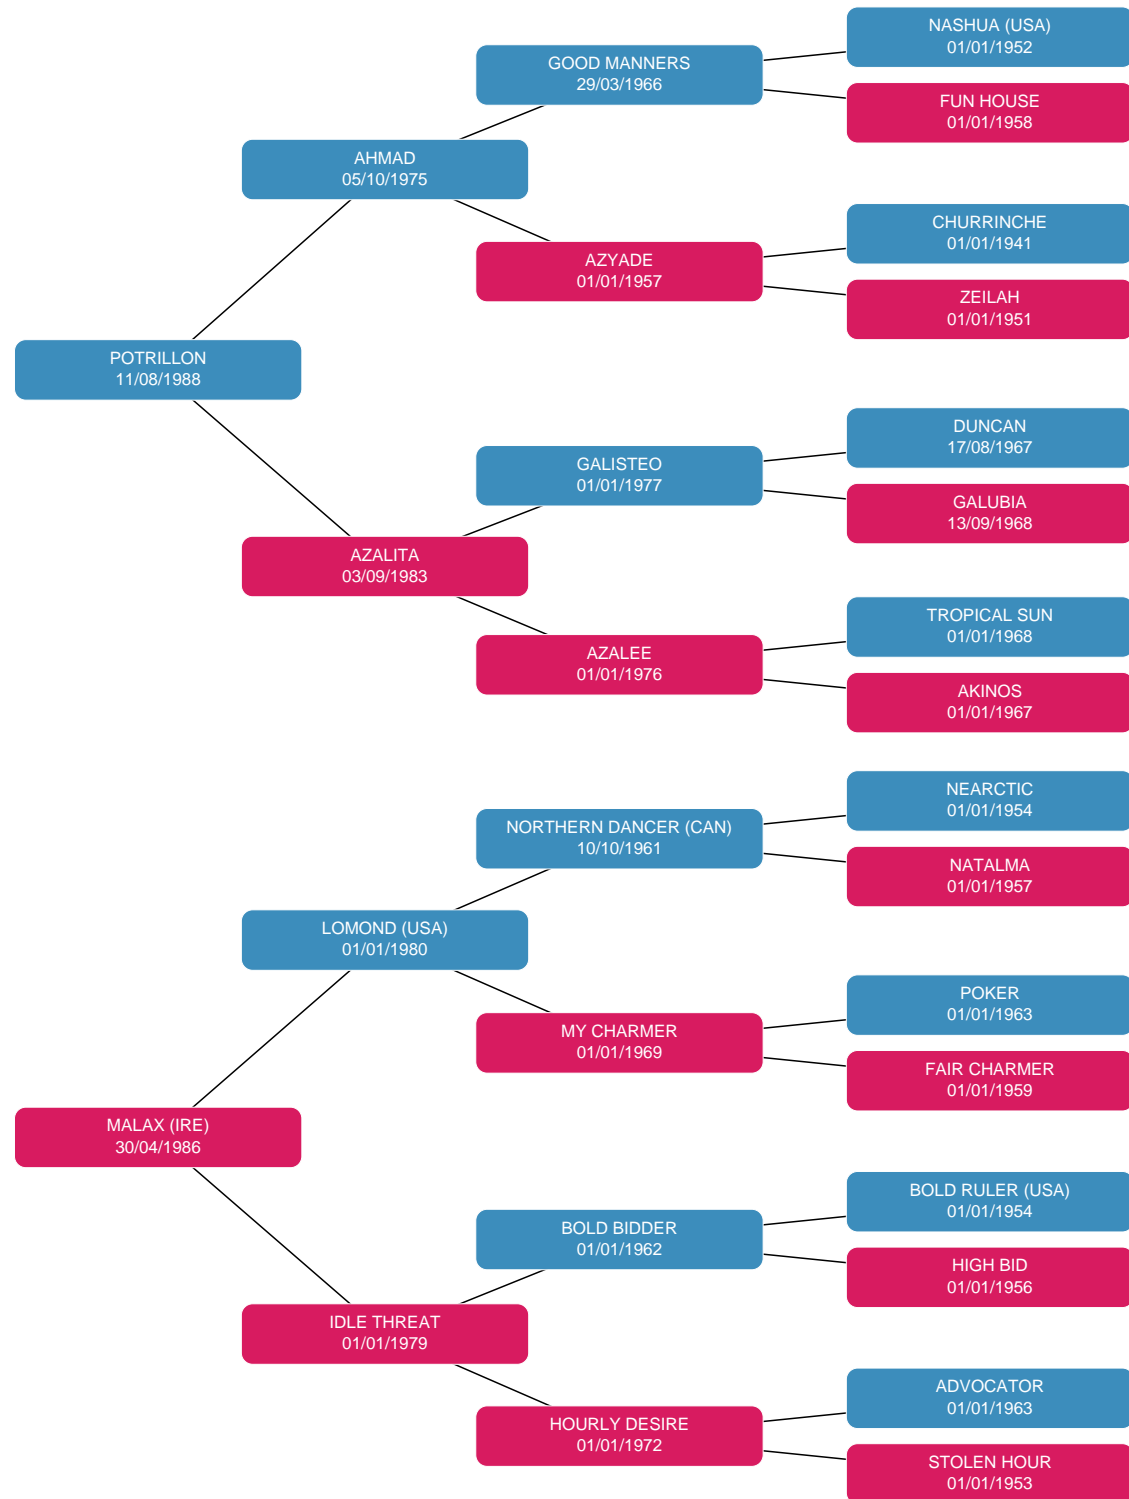 NASHUA (USA)
01/01/1952
GOOD MANNERS
29/03/1966
FUN HOUSE
01/01/1958
AHMAD
05/10/1975
CHURRINCHE
01/01/1941
AZYADE
01/01/1957
ZEILAH
01/01/1951
POTRILLON
11/08/1988
DUNCAN
17/08/1967
GALISTEO
01/01/1977
GALUBIA
13/09/1968
AZALITA
03/09/1983
TROPICAL SUN
01/01/1968
AZALEE
01/01/1976
AKINOS
01/01/1967
NEARCTIC
01/01/1954
NORTHERN DANCER (CAN)
10/10/1961
NATALMA
01/01/1957
LOMOND (USA)
01/01/1980
POKER
01/01/1963
MY CHARMER
01/01/1969
FAIR CHARMER
01/01/1959
MALAX (IRE)
30/04/1986
BOLD RULER (USA)
01/01/1954
BOLD BIDDER
01/01/1962
HIGH BID
01/01/1956
IDLE THREAT
01/01/1979
ADVOCATOR
01/01/1963
HOURLY DESIRE
01/01/1972
STOLEN HOUR
01/01/1953